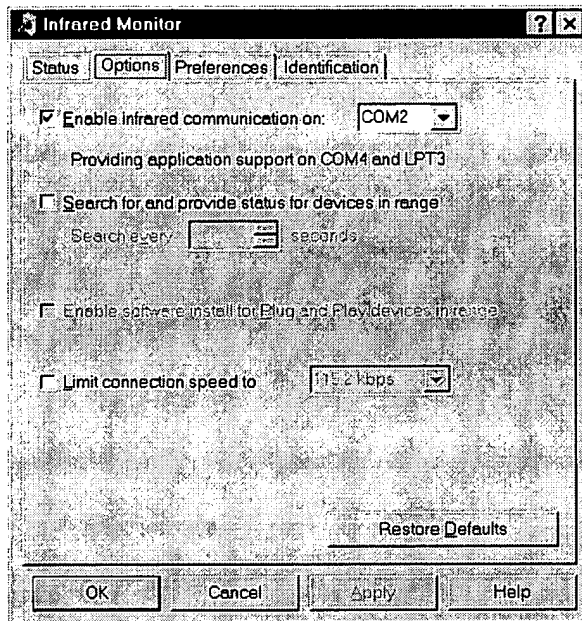 Infrared Monitor
Status Options Preferences Identification
Enable infrared communication on: COM2
Providing application support on COM4 and LPT3
Search for and provide status for devices in range
Search every seconds
Enable software install for Plug and Play devices in range
Limit connection speed to 115.2 kbps
Restore Defaults
OK Cancel Apply Help